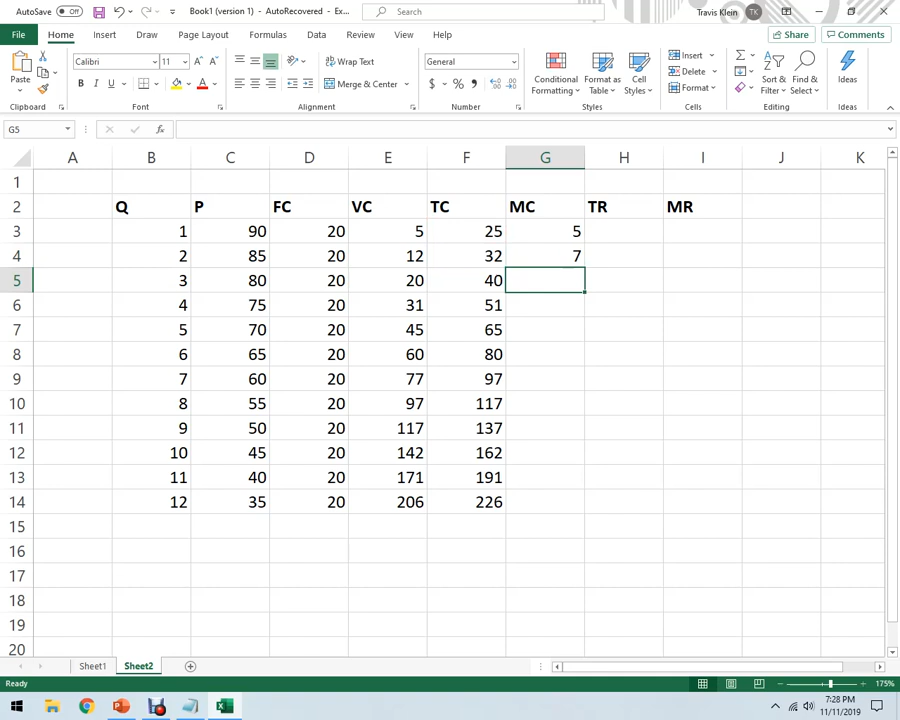 AutoSave Off Book1 (version 1) - AutoRecovered - Ex... Search Travis Klein TK
File Home Insert Draw Page Layout Formulas Data Review View Help Share Comments
Paste Calibri 11 A A Wrap Text General Conditional Format as Cell Insert Sort & Find & Ideas
B I U A Merge & Center $ % , Formatting Table Styles Delete Filter Select
Format
Clipboard Font Alignment Number Styles Cells Editing Ideas
G5 fx
A B C D E F G H I J K
1
2 Q P FC VC TC MC TR MR
3 1 90 20 5 25 5
4 2 85 20 12 32 7
5 3 80 20 20 40
6 4 75 20 31 51
7 5 70 20 45 65
8 6 65 20 60 80
9 7 60 20 77 97
10 8 55 20 97 117
11 9 50 20 117 137
12 10 45 20 142 162
13 11 40 20 171 191
14 12 35 20 206 226
15
16
17
18
19
20
Sheet1 Sheet2
Ready 175%
7:28 PM
11/11/2019